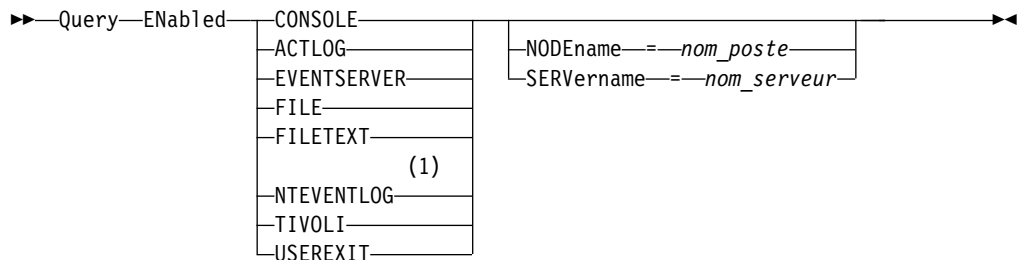 Query ENabled CONSOLE
ACTLOG NODEname = nom_poste
EVENTSERVER SERVername = nom_serveur
FILE
FILETEXT
(1)
NTEVENTLOG
TIVOLI
USEREXIT